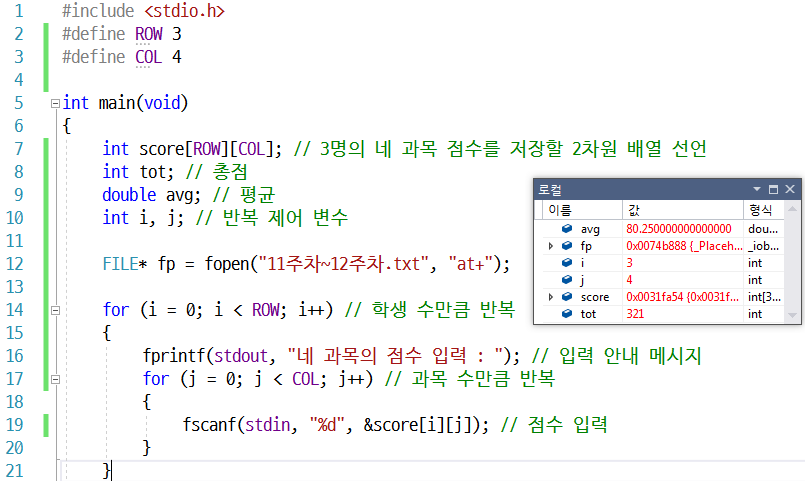 1 #include <stdio.h>
2 #define ROW 3
3 #define COL 4
4
5 int main(void)
6 {
7 int score[ROW][COL]; // 3명의 네 과목 점수를 저장할 2차원 배열 선언
8 int tot; // 총점
9 double avg; // 평균
10 int i, j; // 반복 제어 변수
11
12 FILE* fp = fopen("11주차~12주차.txt", "at+");
13
14 for (i = 0; i < ROW; i++) // 학생 수만큼 반복
15 {
16 fprintf(stdout, "네 과목의 점수 입력 : "); // 입력 안내 메시지
17 for (j = 0; j < COL; j++) // 과목 수만큼 반복
18 {
19 fscanf(stdin, "%d", &score[i][j]); // 점수 입력
20 }
21 }
로컬
이름 값 형식
avg 80.250000000000000 dou...
fp 0x0074b888 {_Placeh... _iob...
i 3 int
j 4 int
score 0x0031fa54 {0x0031f... int[3...
tot 321 int